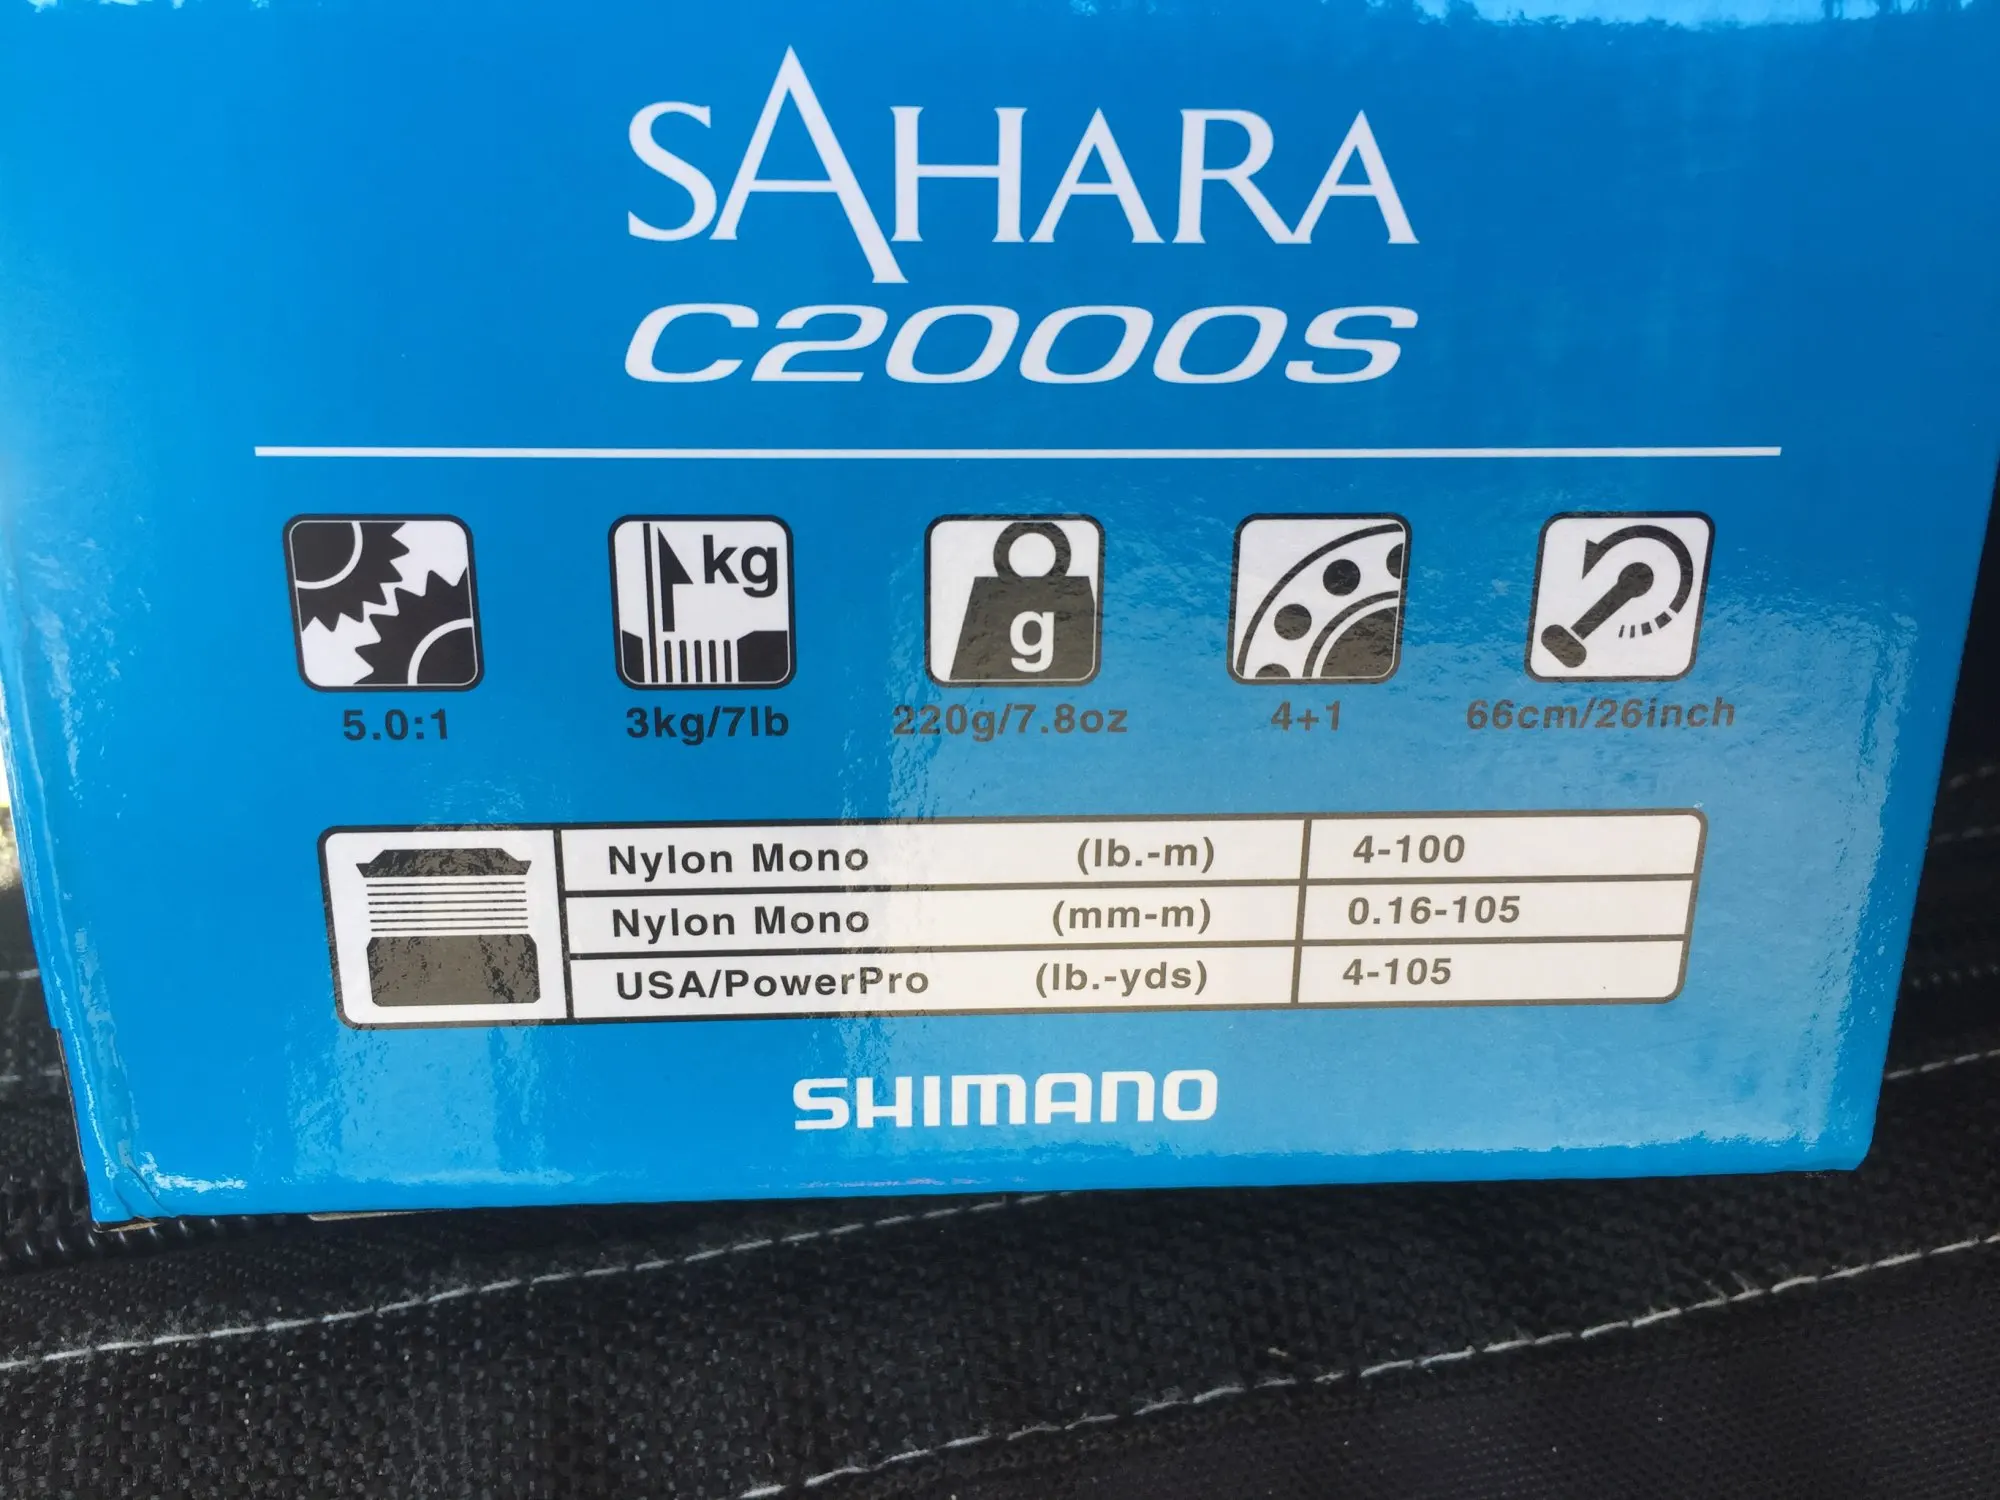 SAHARA
C2000S
kg
g
5.0:1 3kg/7lb 220g/7.8oz 4+1 66cm/26inch
Nylon Mono (lb.-m) 4-100
Nylon Mono (mm-m) 0.16-105
USA/PowerPro (lb.-yds) 4-105
SHIMANO